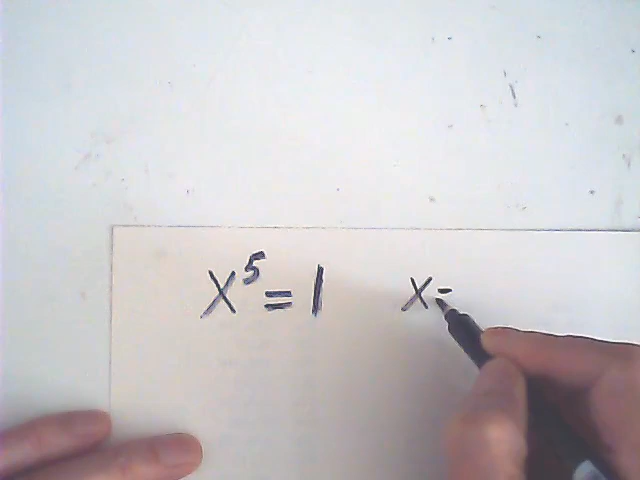 x⁵ = 1 x -